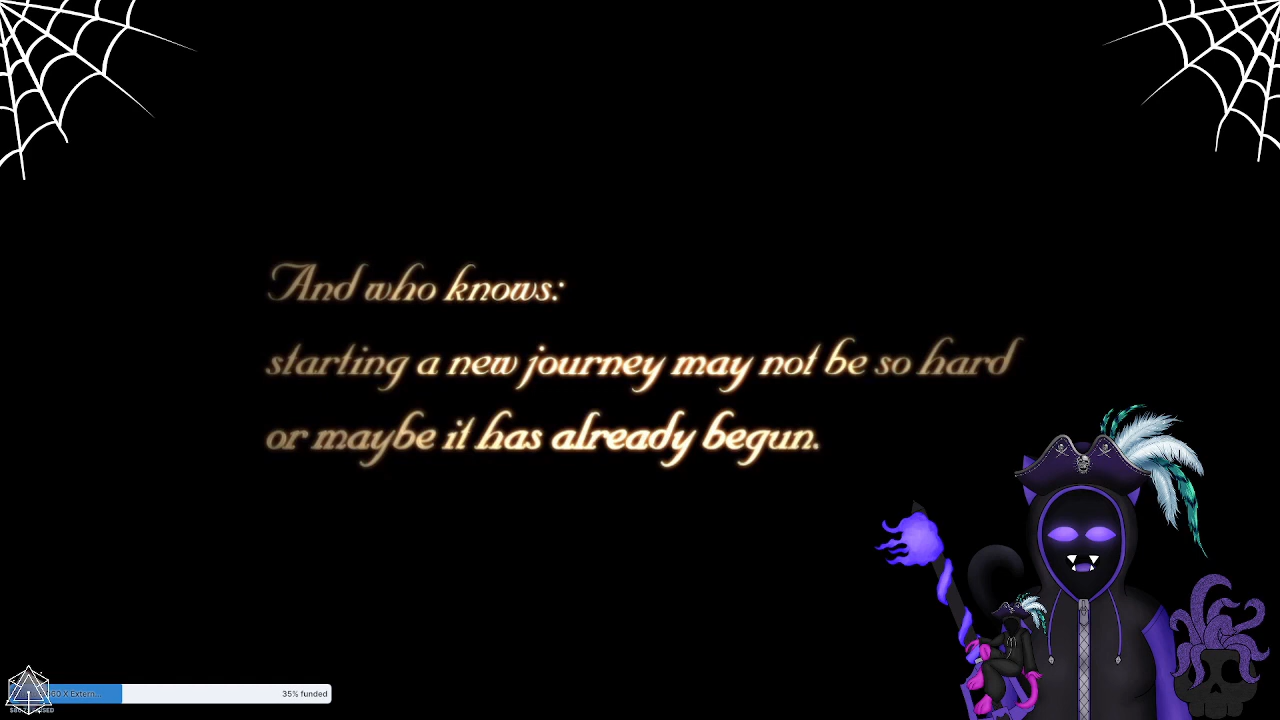 And who knows:
starting a new journey may not be so hard
or maybe it has already begun.
35% funded